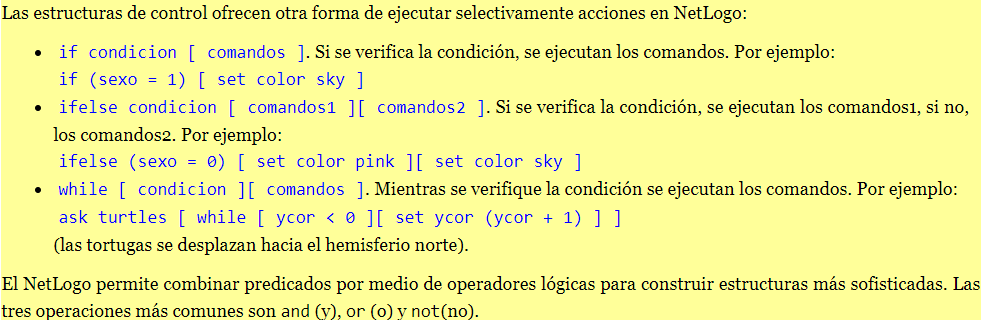 Las estructuras de control ofrecen otra forma de ejecutar selectivamente acciones en NetLogo:
• if condicion [ comandos ]. Si se verifica la condición, se ejecutan los comandos. Por ejemplo:
if (sexo = 1) [ set color sky ]
• ifelse condicion [ comandos1 ][ comandos2 ]. Si se verifica la condición, se ejecutan los comandos1, si no,
los comandos2. Por ejemplo:
ifelse (sexo = 0) [ set color pink ][ set color sky ]
• while [ condicion ][ comandos ]. Mientras se verifique la condición se ejecutan los comandos. Por ejemplo:
ask turtles [ while [ ycor < 0 ][ set ycor (ycor + 1) ] ]
(las tortugas se desplazan hacia el hemisferio norte).
El NetLogo permite combinar predicados por medio de operadores lógicas para construir estructuras más sofisticadas. Las
tres operaciones más comunes son and (y), or (o) y not(no).